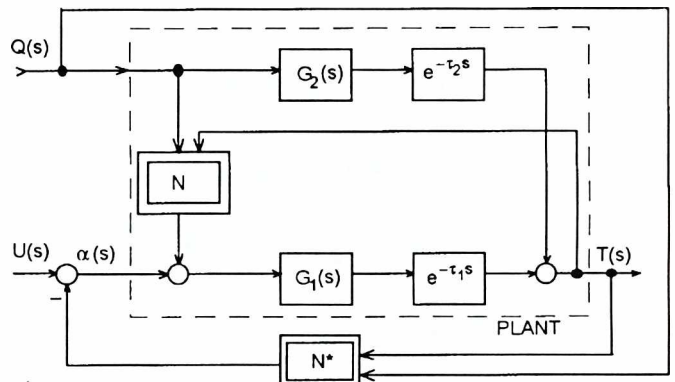 Q(s)
G₂(s)
e^{-τ₂s}
N
U(s)
α(s)
G₁(s)
e^{-τ₁s}
T(s)
–
PLANT
N*